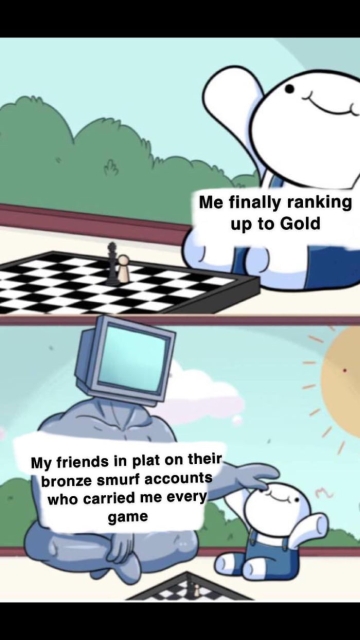 Me finally ranking
up to Gold
My friends in plat on their
bronze smurf accounts
who carried me every
game